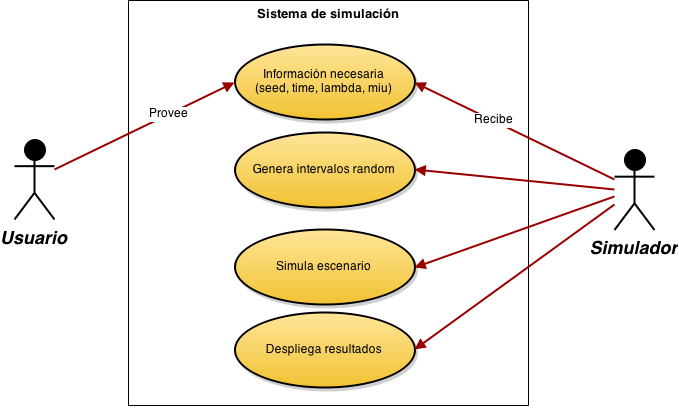 Sistema de simulación
Información necesaria
(seed, time, lambda, miu)
Provee
Recibe
Genera intervalos random
Usuario
Simulador
Simula escenario
Despliega resultados